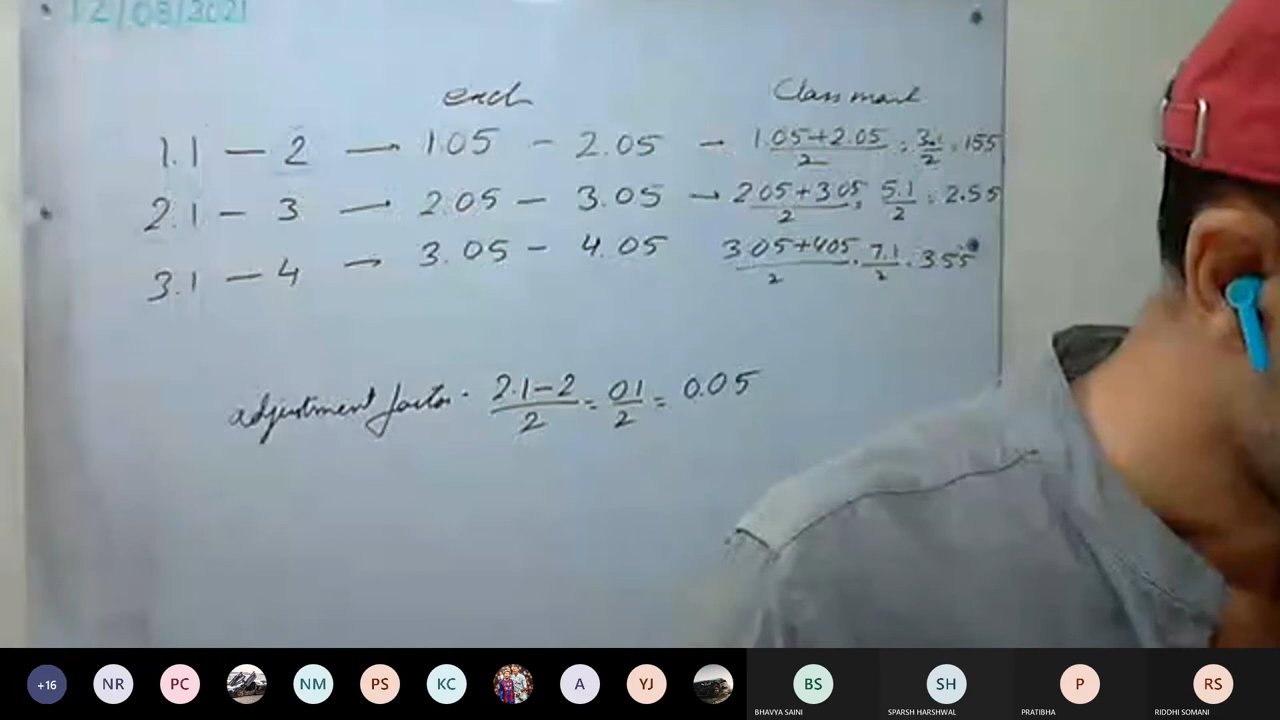 12/08/2021
excl Class mark
1.1 — 2 → 1.05 - 2.05 → 1.05+2.05/2 = 3.1/2 = 1.55
2.1 - 3 → 2.05 - 3.05 → 2.05+3.05/2 = 5.1/2 = 2.55
3.1 - 4 → 3.05 - 4.05 3.05+4.05/2 = 7.1/2 = 3.55
adjustment factor = 2.1-2/2 = 0.1/2 = 0.05
+16 NR PC NM PS KC A YJ BS SH P RS
BHAVYA SAINI SPARSH HARSHWAL PRATIBHA RIDDHI SOMANI